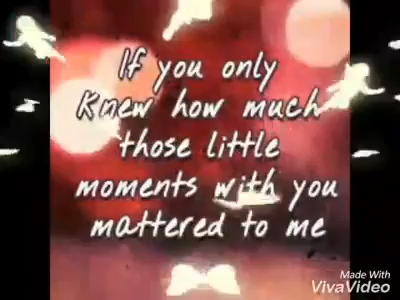 If you only
Knew how much
those little
moments with you
mattered to me
Made With
VivaVideo